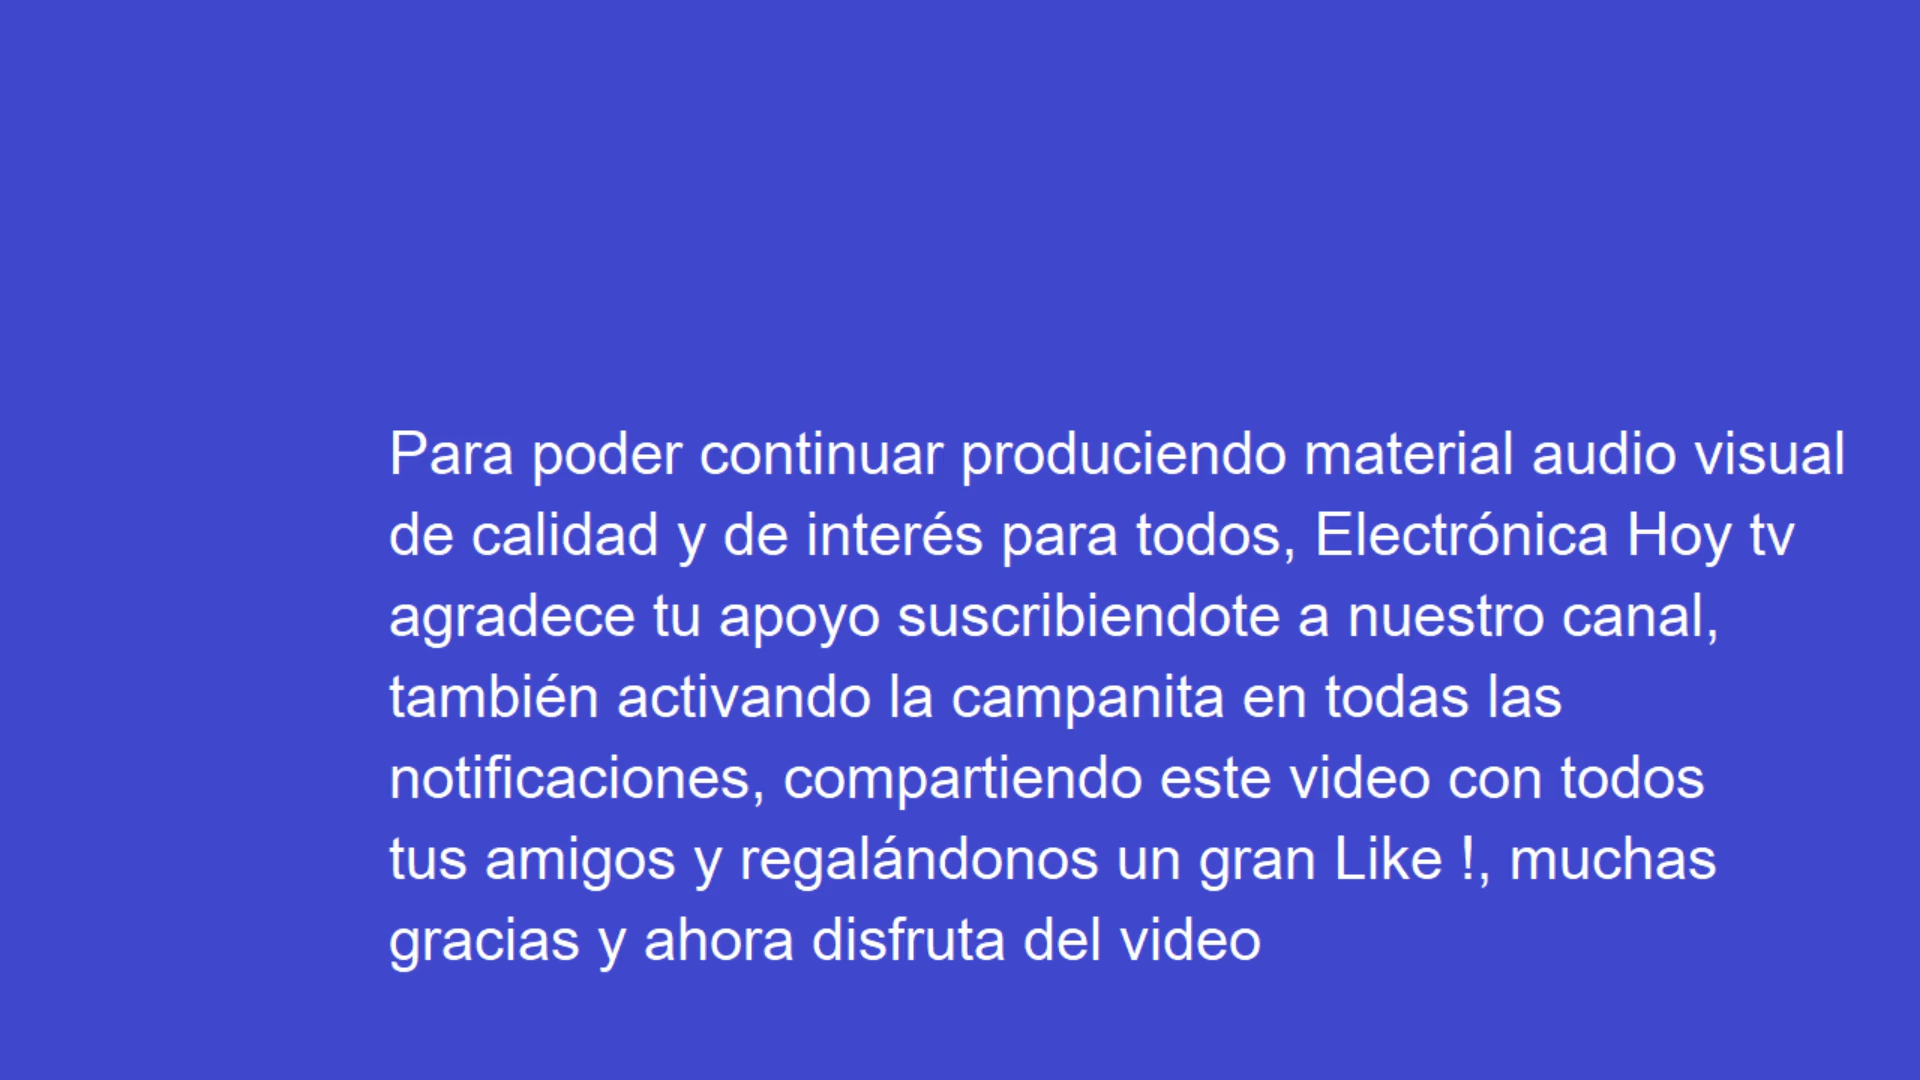 Para poder continuar produciendo material audio visual
de calidad y de interés para todos, Electrónica Hoy tv
agradece tu apoyo suscribiendote a nuestro canal,
también activando la campanita en todas las
notificaciones, compartiendo este video con todos
tus amigos y regalándonos un gran Like !, muchas
gracias y ahora disfruta del video